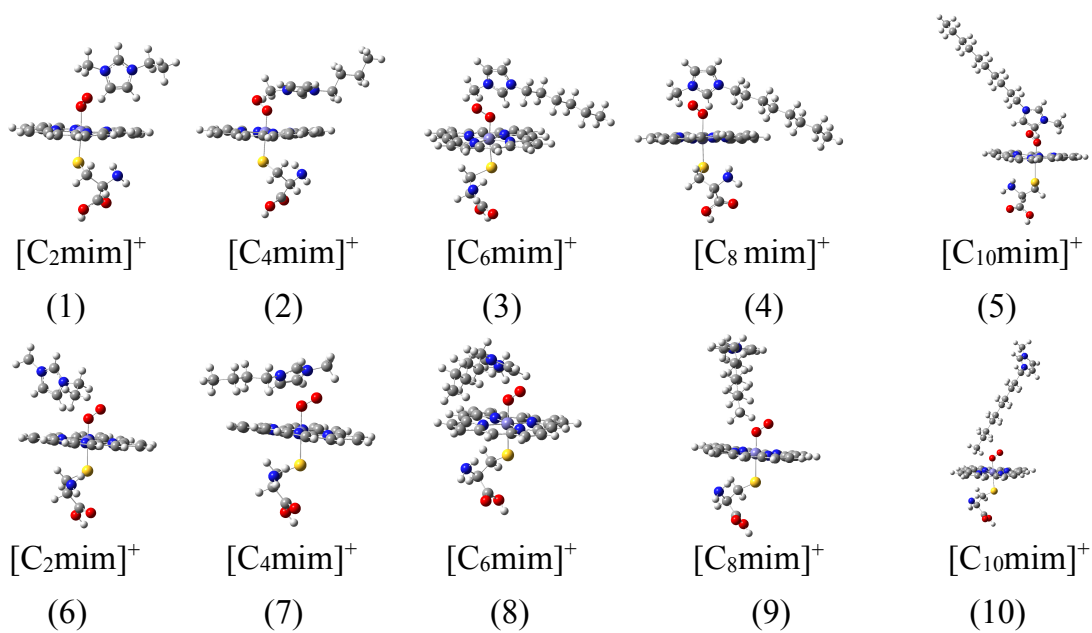 [C₂mim]⁺ [C₄mim]⁺ [C₆mim]⁺ [C₈ mim]⁺ [C₁₀mim]⁺
(1) (2) (3) (4) (5)
[C₂mim]⁺ [C₄mim]⁺ [C₆mim]⁺ [C₈mim]⁺ [C₁₀mim]⁺
(6) (7) (8) (9) (10)